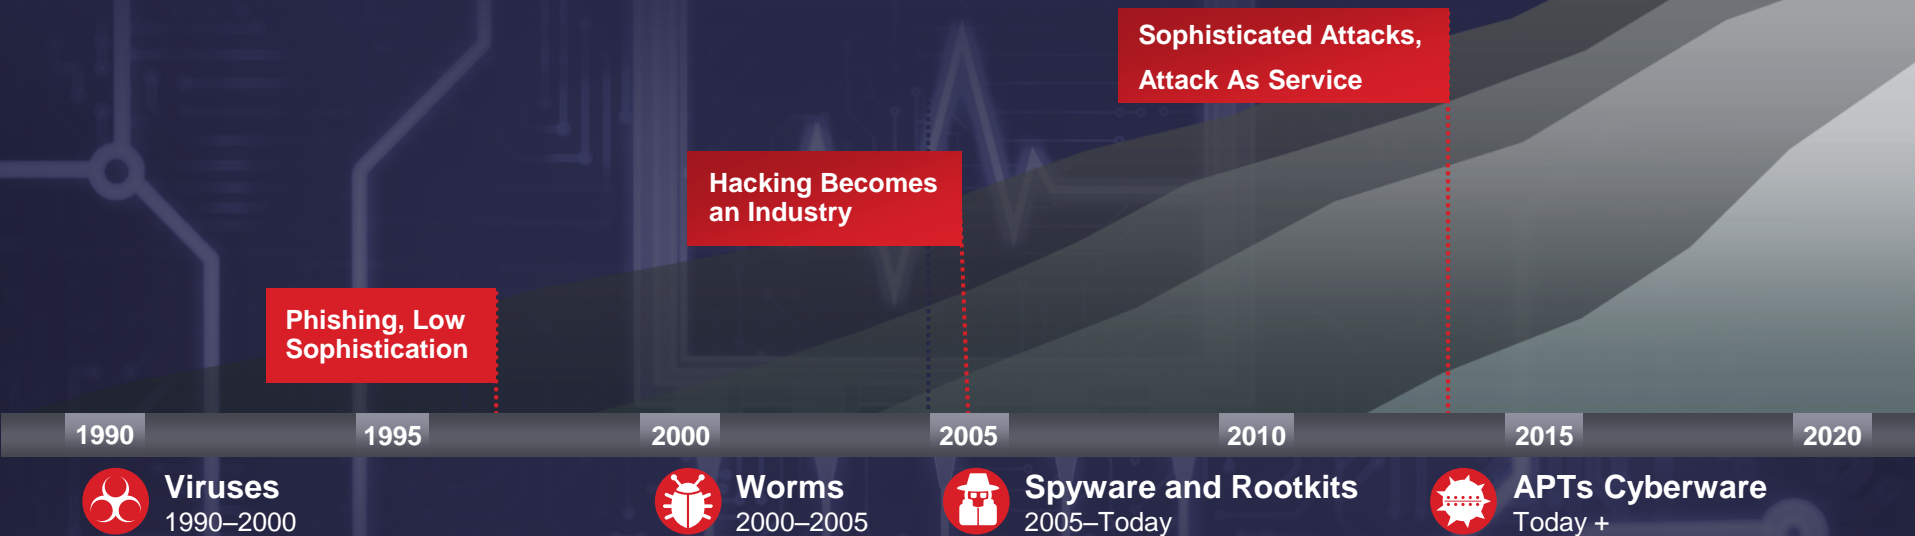 Sophisticated Attacks,
Attack As Service
Hacking Becomes
an Industry
Phishing, Low
Sophistication
1990
1995
2000
2005
2010
2015
2020
Viruses
1990–2000
Worms
2000–2005
Spyware and Rootkits
2005–Today
APTs Cyberware
Today +